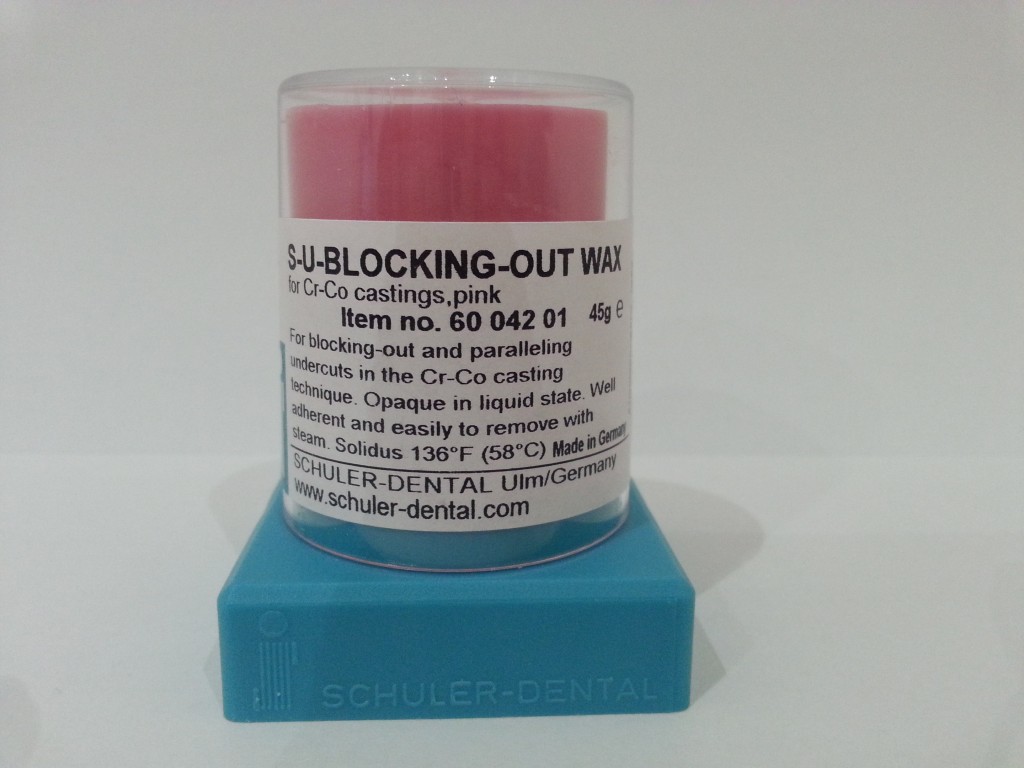 S-U-BLOCKING-OUT WAX
for Cr-Co castings,pink
Item no. 60 042 01 45g e
For blocking-out and paralleling
undercuts in the Cr-Co casting
technique. Opaque in liquid state. Well
adherent and easily to remove with
steam. Solidus 136°F (58°C) Made in Germany
SCHULER-DENTAL Ulm/Germany
www.schuler-dental.com
SCHULER-DENTAL